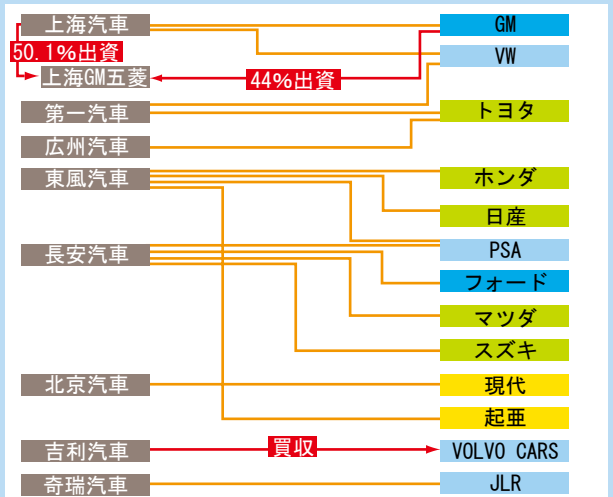 上海汽車
GM
50.1%出資
VW
上海GM五菱
44%出資
第一汽車
トヨタ
広州汽車
東風汽車
ホンダ
日産
長安汽車
PSA
フォード
マツダ
スズキ
北京汽車
現代
起亜
吉利汽車
買収
VOLVO CARS
奇瑞汽車
JLR